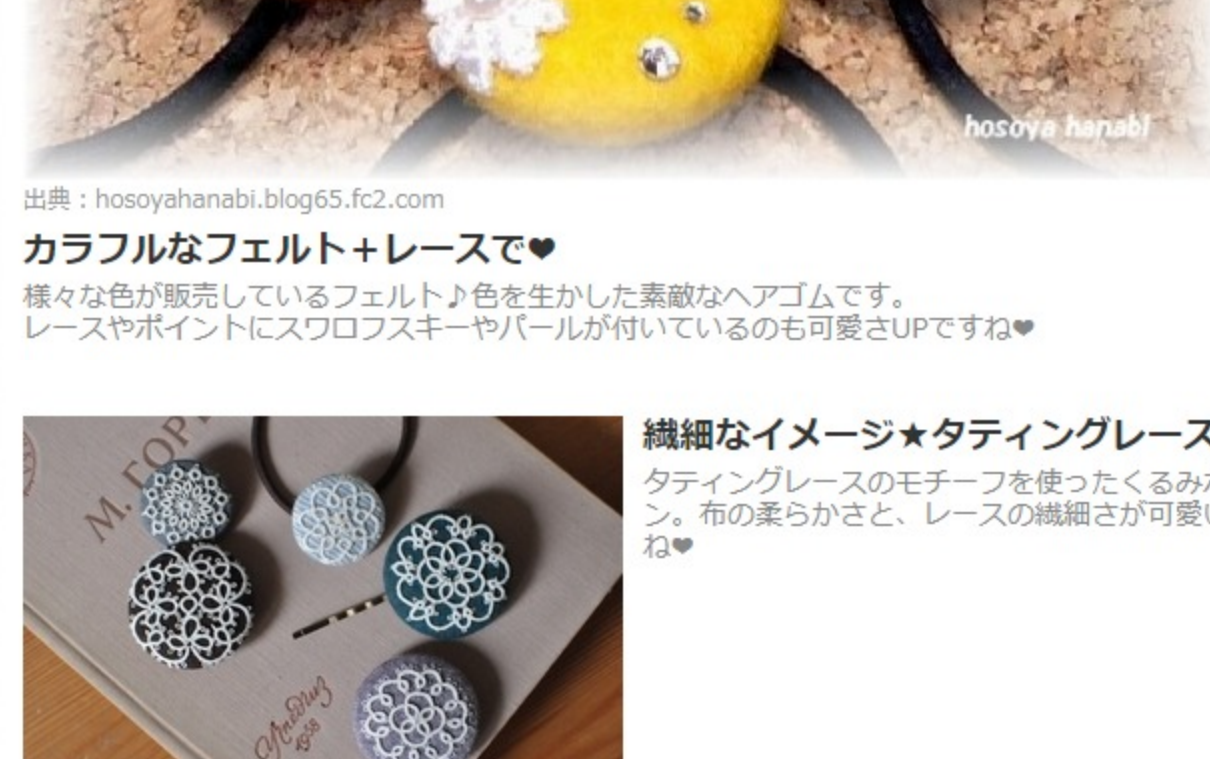 hosoya hanabi
出典：hosoyahanabi.blog65.fc2.com
カラフルなフェルト＋レースで❤
様々な色が販売しているフェルト♪色を生かした素敵なヘアゴムです。
レースやポイントにスワロフスキーやパールが付いているのも可愛さUPですね❤
繊細なイメージ★タティングレース
タティングレースのモチーフを使ったくるみ
ン。布の柔らかさと、レースの繊細さが可愛い
ね❤
М. ГОР
1958